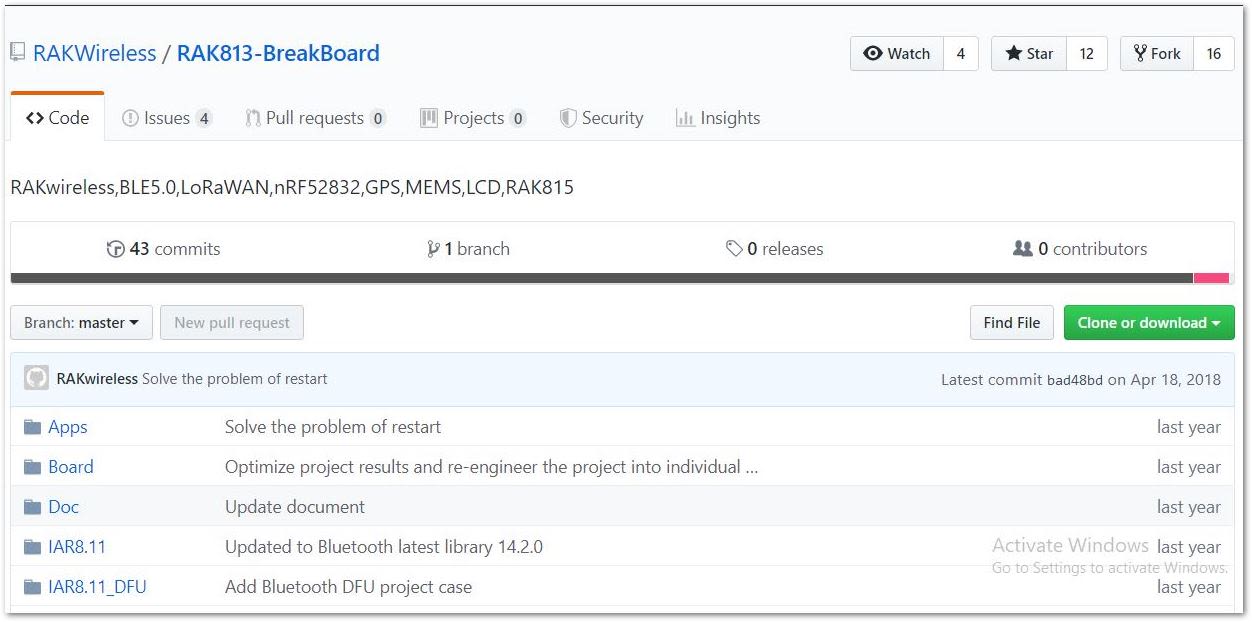 RAKWireless / RAK813-BreakBoard Watch 4 Star 12 Fork 16
Code Issues 4 Pull requests 0 Projects 0 Security Insights
RAKwireless,BLE5.0,LoRaWAN,nRF52832,GPS,MEMS,LCD,RAK815
43 commits 1 branch 0 releases 0 contributors
Branch: master New pull request Find File Clone or download
RAKwireless Solve the problem of restart Latest commit bad48bd on Apr 18, 2018
Apps Solve the problem of restart last year
Board Optimize project results and re-engineer the project into individual ... last year
Doc Update document last year
IAR8.11 Updated to Bluetooth latest library 14.2.0 Activate Windows last year
Go to Settings to activate Windows.
IAR8.11_DFU Add Bluetooth DFU project case last year